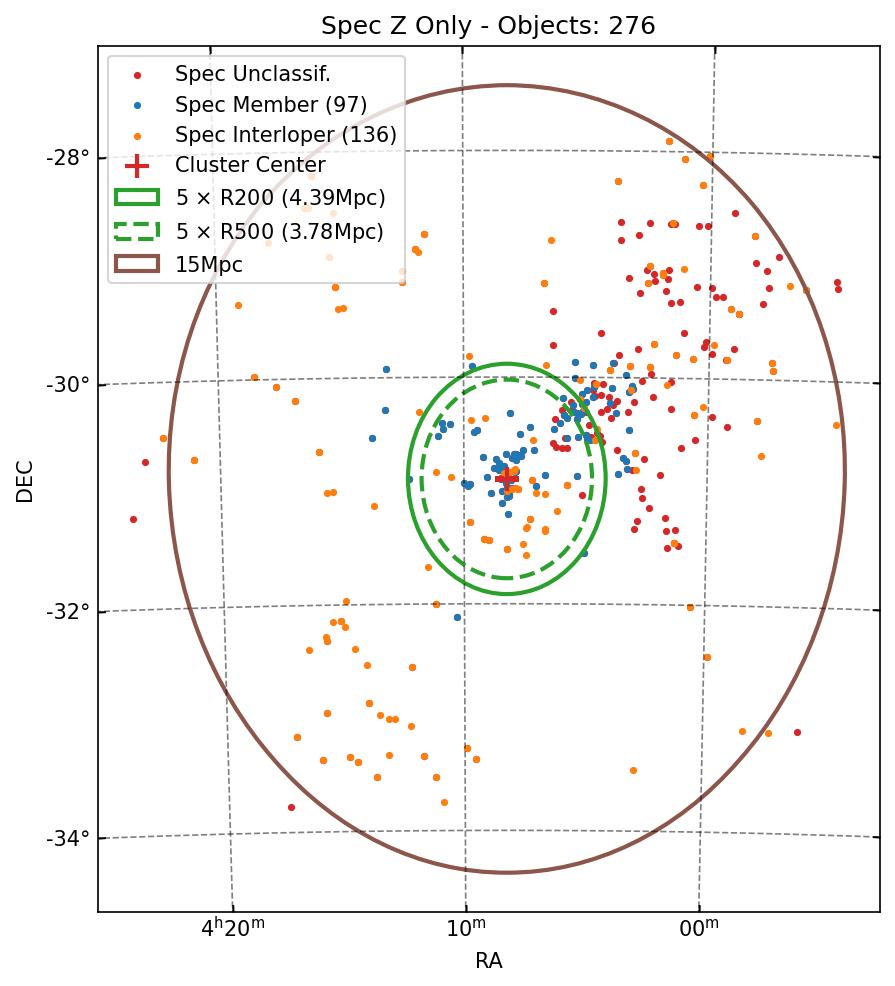 Spec Z Only - Objects: 276
Spec Unclassif.
Spec Member (97)
Spec Interloper (136)
Cluster Center
5 × R200 (4.39Mpc)
5 × R500 (3.78Mpc)
15Mpc
-28°
-30°
-32°
-34°
DEC
4h20m
10m
00m
RA